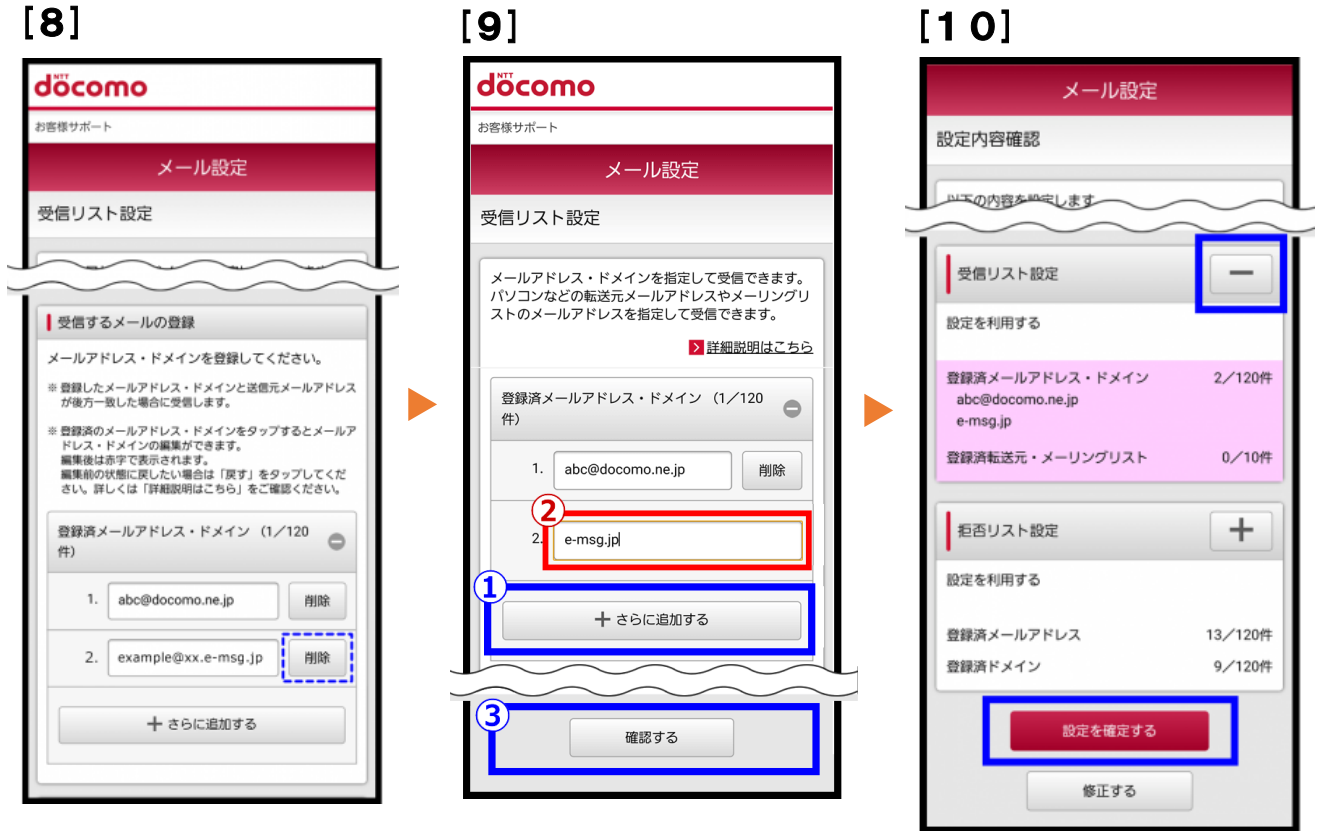 [8]
NTT
döcomo
お客様サポート
メール設定
受信リスト設定
受信するメールの登録
メールアドレス・ドメインを登録してください。
※ 登録したメールアドレス・ドメインと送信元メールアドレス
が後方一致した場合に受信します。
※ 登録済のメールアドレス・ドメインをタップするとメールア
ドレス・ドメインの編集ができます。
編集後は赤字で表示されます。
編集前の状態に戻したい場合は「戻す」をタップしてくだ
さい。詳しくは「詳細説明はこちら」をご確認ください。
登録済メールアドレス・ドメイン（1／120
件）
1. abc@docomo.ne.jp 削除
2. example@xx.e-msg.jp 削除
＋ さらに追加する
[9]
NTT
döcomo
お客様サポート
メール設定
受信リスト設定
メールアドレス・ドメインを指定して受信できます。
パソコンなどの転送元メールアドレスやメーリングリ
ストのメールアドレスを指定して受信できます。
詳細説明はこちら
登録済メールアドレス・ドメイン（1／120
件）
1. abc@docomo.ne.jp 削除
②
2. e-msg.jp
①
＋ さらに追加する
③
確認する
[１０]
メール設定
設定内容確認
以下の内容を設定します
受信リスト設定 －
設定を利用する
登録済メールアドレス・ドメイン 2／120件
abc@docomo.ne.jp
e-msg.jp
登録済転送元・メーリングリスト 0／10件
拒否リスト設定 ＋
設定を利用する
登録済メールアドレス 13／120件
登録済ドメイン 9／120件
設定を確定する
修正する